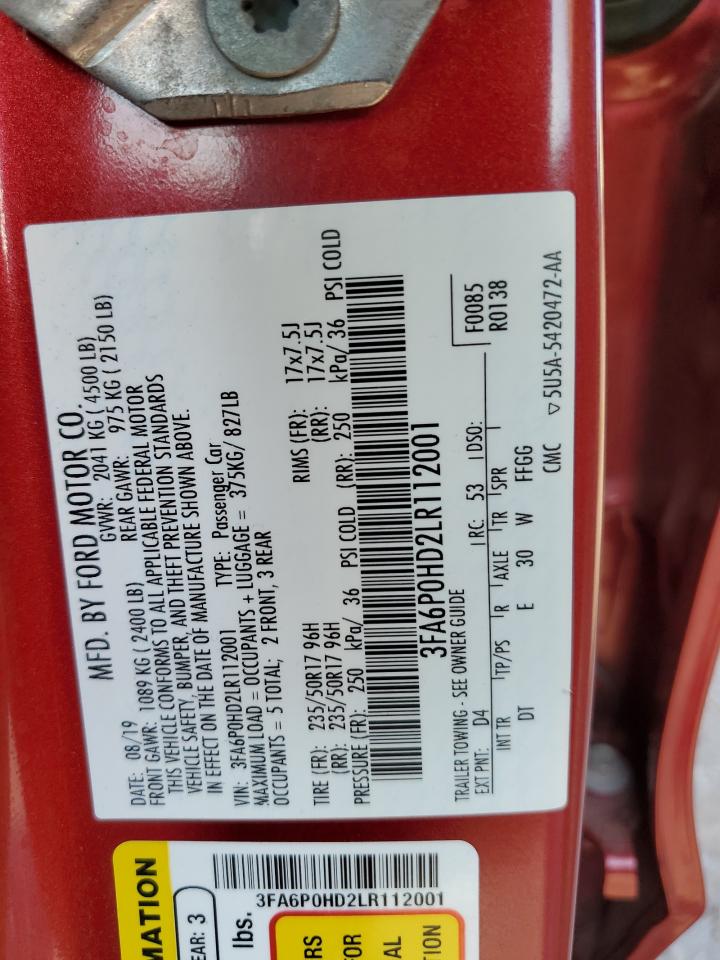 MFD. BY FORD MOTOR CO.
DATE: 08/19 GVWR: 2041 KG ( 4500 LB)
FRONT GAWR: 1089 KG ( 2400 LB) REAR GAWR: 975 KG ( 2150 LB)
THIS VEHICLE CONFORMS TO ALL APPLICABLE FEDERAL MOTOR
VEHICLE SAFETY, BUMPER, AND THEFT PREVENTION STANDARDS
IN EFFECT ON THE DATE OF MANUFACTURE SHOWN ABOVE.
VIN: 3FA6P0HD2LR112001 TYPE: Passenger Car
MAXIMUM LOAD = OCCUPANTS + LUGGAGE = 375KG/ 827LB
OCCUPANTS = 5 TOTAL; 2 FRONT, 3 REAR
TIRE (FR): 235/50R17 96H RIMS (FR): 17x7.5J
(RR): 235/50R17 96H (RR): 17x7.5J
PRESSURE (FR): 250 kPa/ 36 PSI COLD (RR): 250 kPa/ 36 PSI COLD
3FA6P0HD2LR112001
TRAILER TOWING - SEE OWNER GUIDE F0085
EXT PNT: D4 RC: 53 DSO: R0138
INT TR TP/PS R AXLE TR SPR
DT E 30 W FFGG
CMC ▽5U5A-5420472-AA
MATION
EAR: 3
lbs.
3FA6P0HD2LR112001
RS
FOR
AL
TION